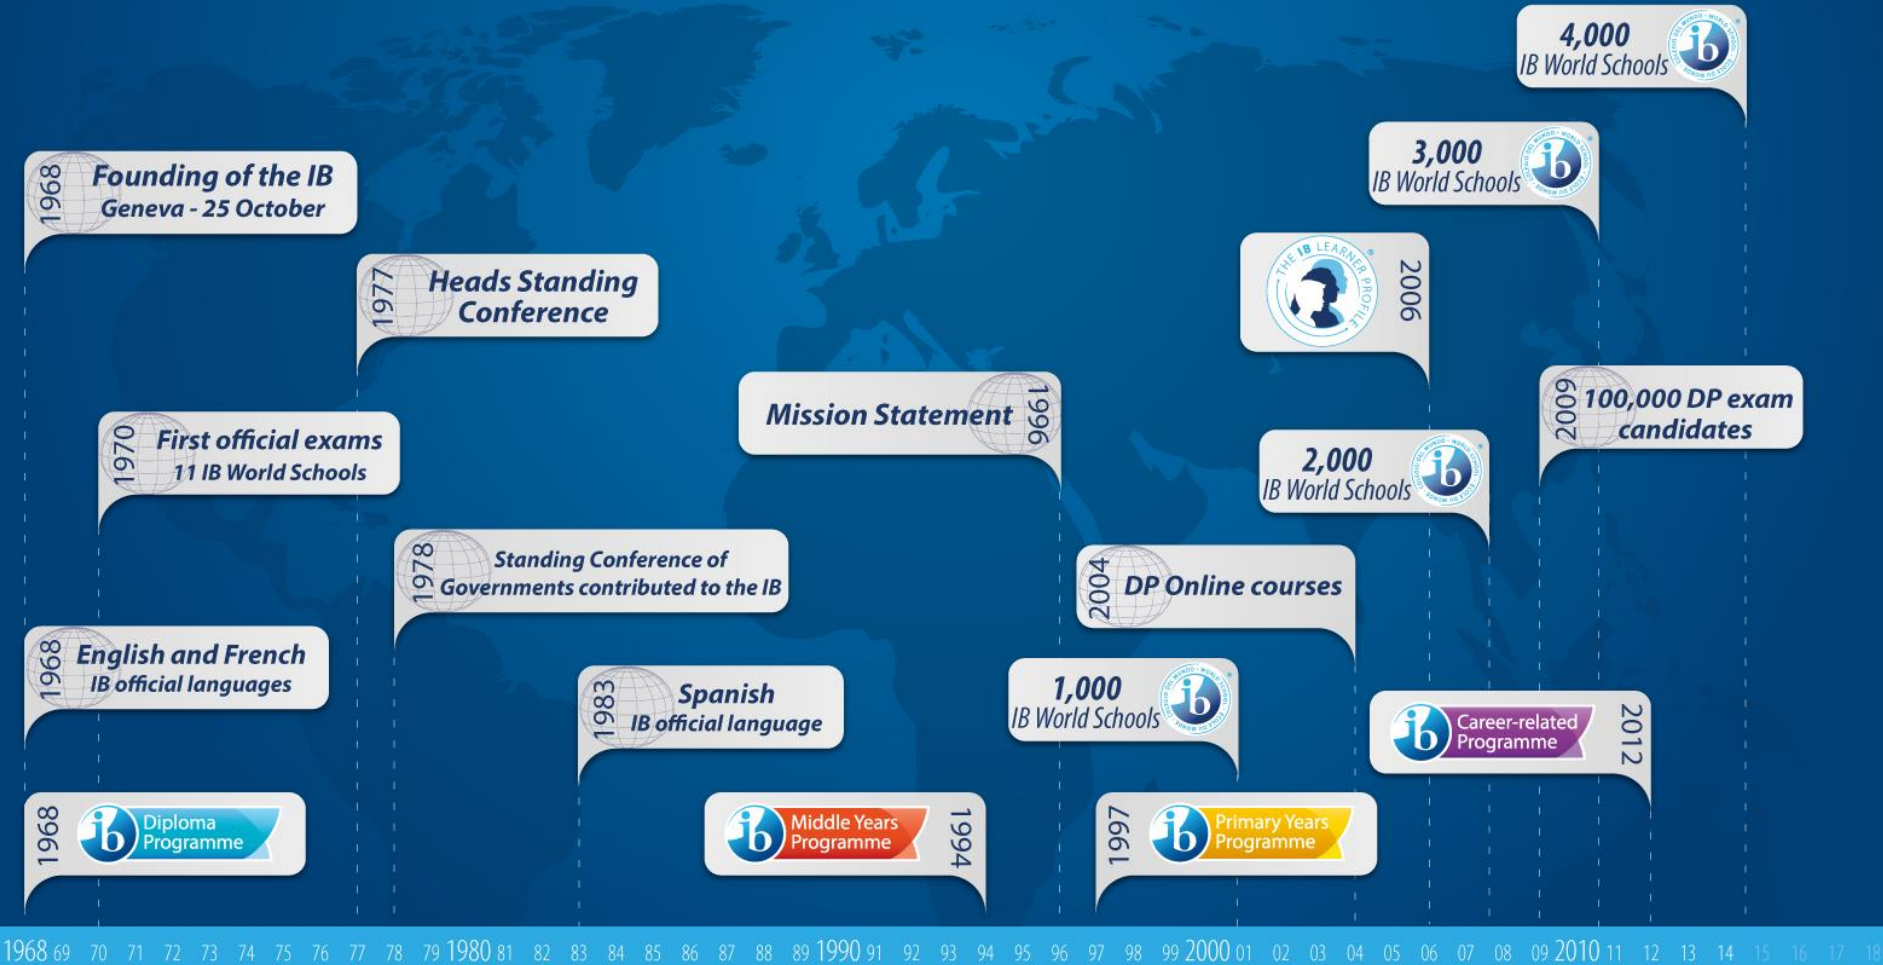 4,000
IB World Schools
3,000
IB World Schools
1968
Founding of the IB
Geneva - 25 October
THE IB LEARNER PROFILE
2006
1977
Heads Standing
Conference
2009
100,000 DP exam
candidates
Mission Statement
1996
1970
First official exams
11 IB World Schools
2,000
IB World Schools
1978
Standing Conference of
Governments contributed to the IB
2004
DP Online courses
1968
English and French
IB official languages
1983
Spanish
IB official language
1,000
IB World Schools
Career-related
Programme
2012
1968
ib
Diploma
Programme
ib
Middle Years
Programme
1994
1997
ib
Primary Years
Programme
1968 69 70 71 72 73 74 75 76 77 78 79 1980 81 82 83 84 85 86 87 88 89 1990 91 92 93 94 95 96 97 98 99 2000 01 02 03 04 05 06 07 08 09 2010 11 12 13 14 15 16 17 18